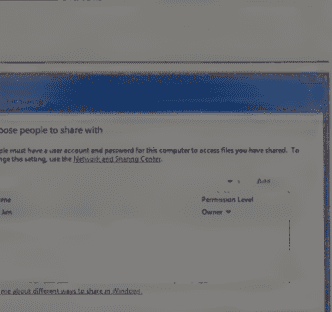 oose people to share with
ple must have a user account and password for this computer to access files you have shared. To
nge this setting, use the Network and Sharing Center.
Add
me Permission Level
Jim Owner
me about different ways to share in Windows.